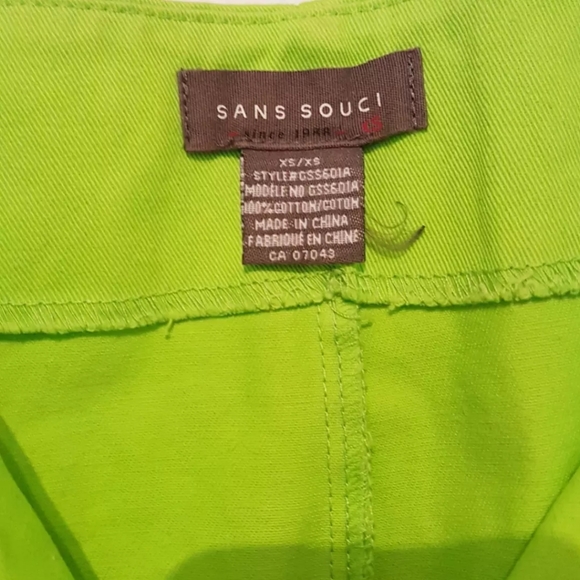 SANS SOUCI
since 1988
XS/XS
STYLE#GSS601A
MODÈLE NO GSS601A
100%COTTON/COTON
MADE IN CHINA
FABRIQUÉ EN CHINE
CA 07043